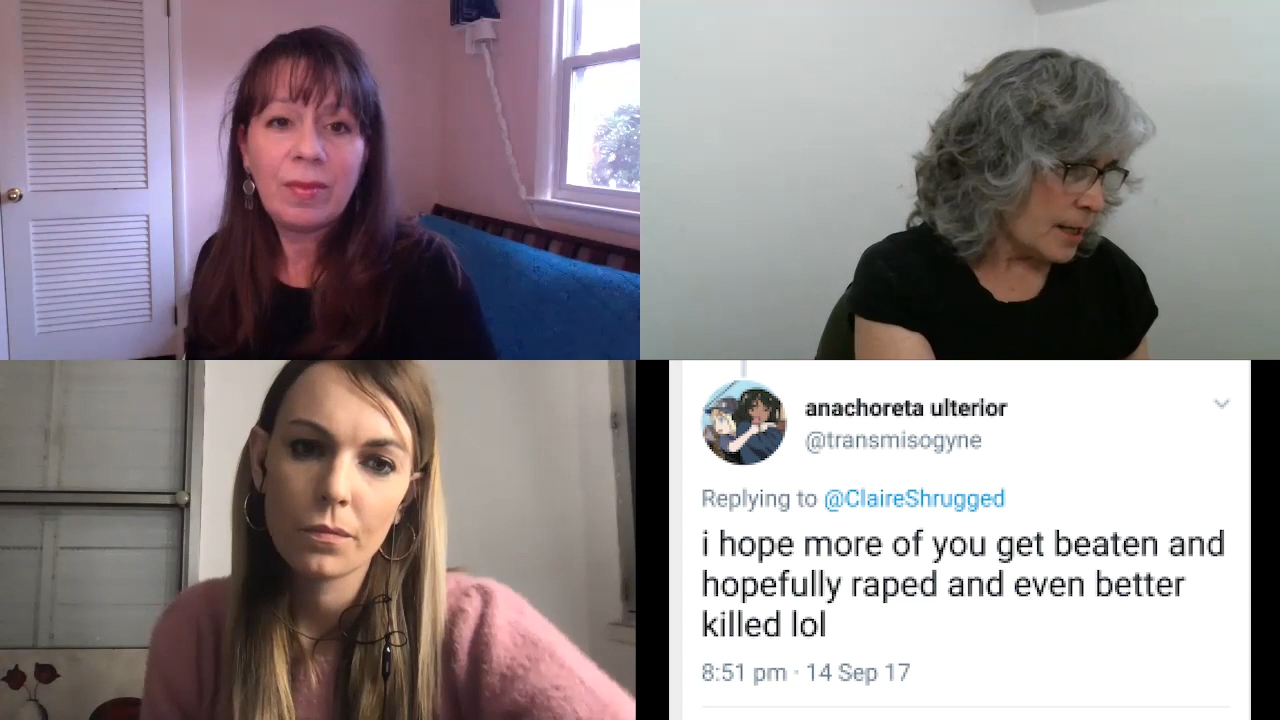 anachoreta ulterior
@transmisogyne
Replying to @ClaireShrugged
i hope more of you get beaten and
hopefully raped and even better
killed lol
8:51 pm · 14 Sep 17